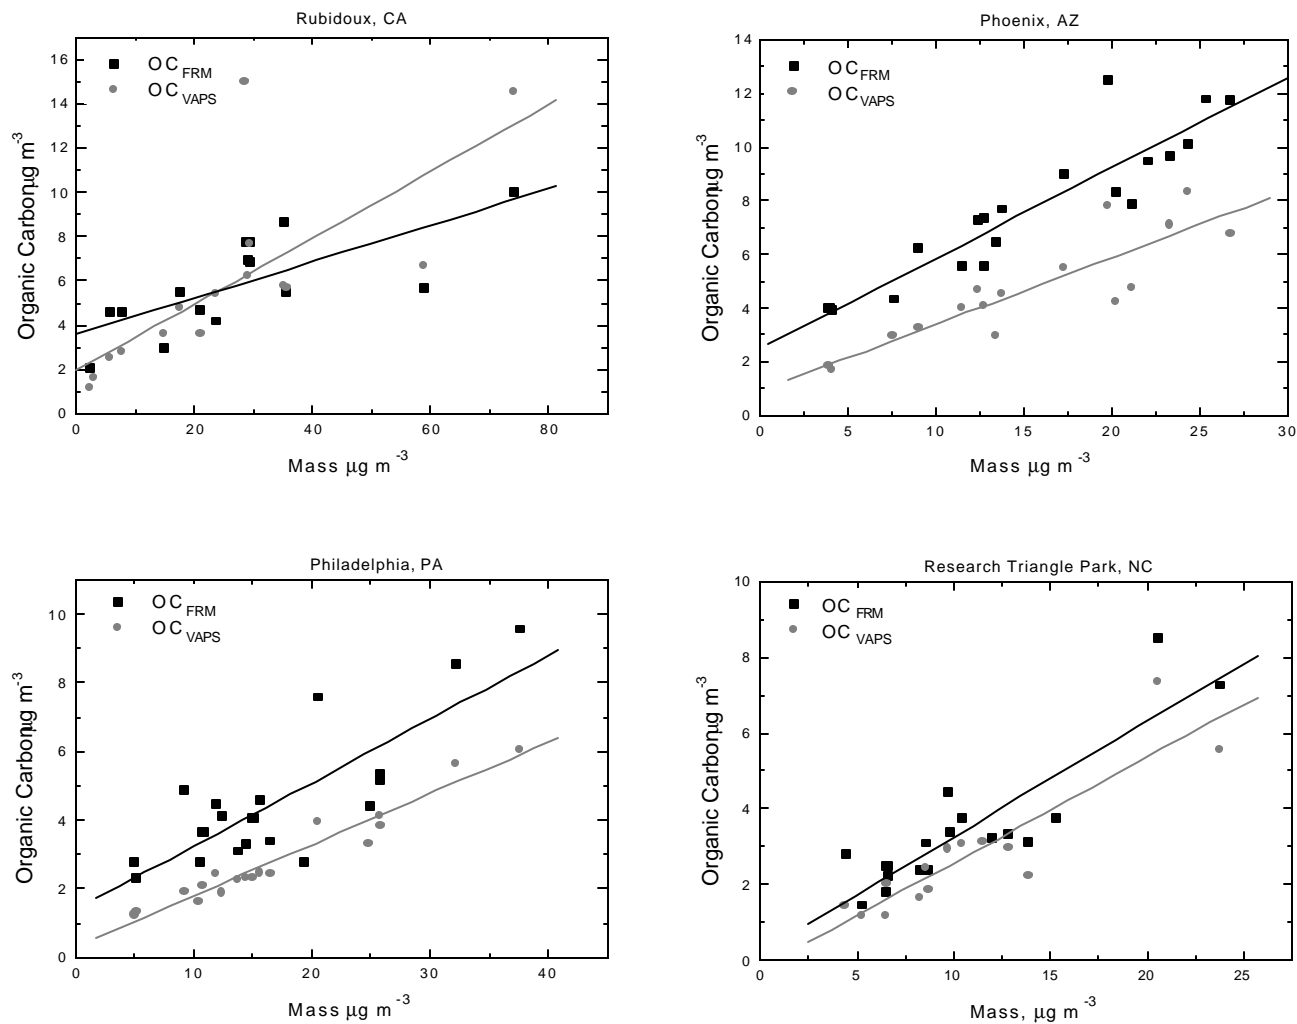 Rubidoux, CA
OC FRM
OC VAPS
16
14
12
10
8
6
4
2
0
0 20 40 60 80
Organic Carbonµg m-3
Mass µg m-3
Phoenix, AZ
OC FRM
OC VAPS
14
12
10
8
6
4
2
0
0 5 10 15 20 25 30
Organic Carbonµg m-3
Mass µg m-3
Philadelphia, PA
OC FRM
OC VAPS
10
8
6
4
2
0
0 10 20 30 40
Organic Carbonµg m-3
Mass µg m-3
Research Triangle Park, NC
OC FRM
OC VAPS
10
8
6
4
2
0
0 5 10 15 20 25
Organic Carbonµg m-3
Mass, µg m-3